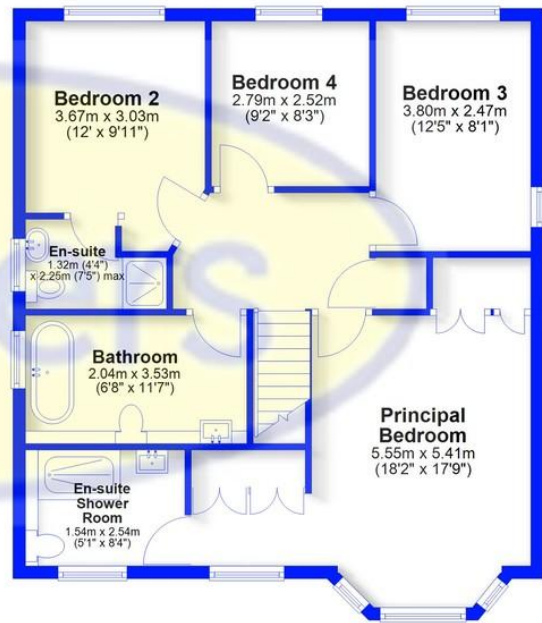 Bedroom 2
3.67m x 3.03m
(12' x 9'11")
Bedroom 4
2.79m x 2.52m
(9'2" x 8'3")
Bedroom 3
3.80m x 2.47m
(12'5" x 8'1")
En-suite
1.32m (4'4")
x 2.25m (7'5") max
Bathroom
2.04m x 3.53m
(6'8" x 11'7")
Principal
Bedroom
5.55m x 5.41m
(18'2" x 17'9")
En-suite
Shower
Room
1.54m x 2.54m
(5'1" x 8'4")